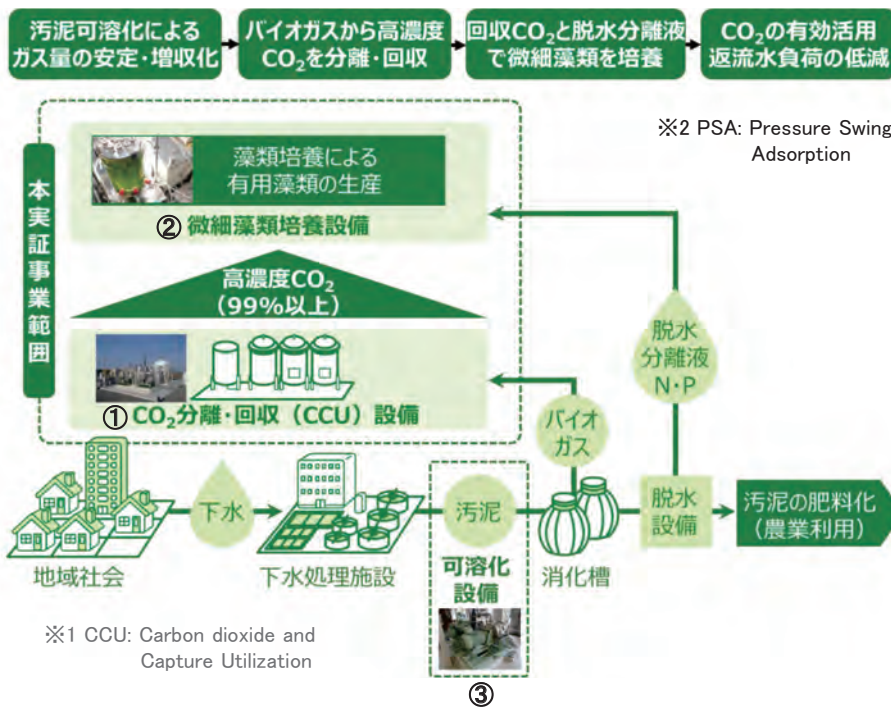 汚泥可溶化による
ガス量の安定・増収化
バイオガスから高濃度
CO₂を分離・回収
回収CO₂と脱水分離液
で微細藻類を培養
CO₂の有効活用
返流水負荷の低減
※2 PSA: Pressure Swing
Adsorption
本実証事業範囲
藻類培養による
有用藻類の生産
② 微細藻類培養設備
高濃度CO₂
(99%以上)
① CO₂分離・回収（CCU）設備
脱水
分離液
N・P
バイオ
ガス
地域社会
下水
下水処理施設
汚泥
可溶化
設備
③
消化槽
脱水
設備
汚泥の肥料化
（農業利用）
※1 CCU: Carbon dioxide and
Capture Utilization